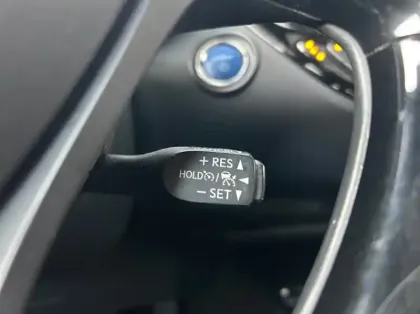 + RES ▲
HOLD / ◄
− SET ▼